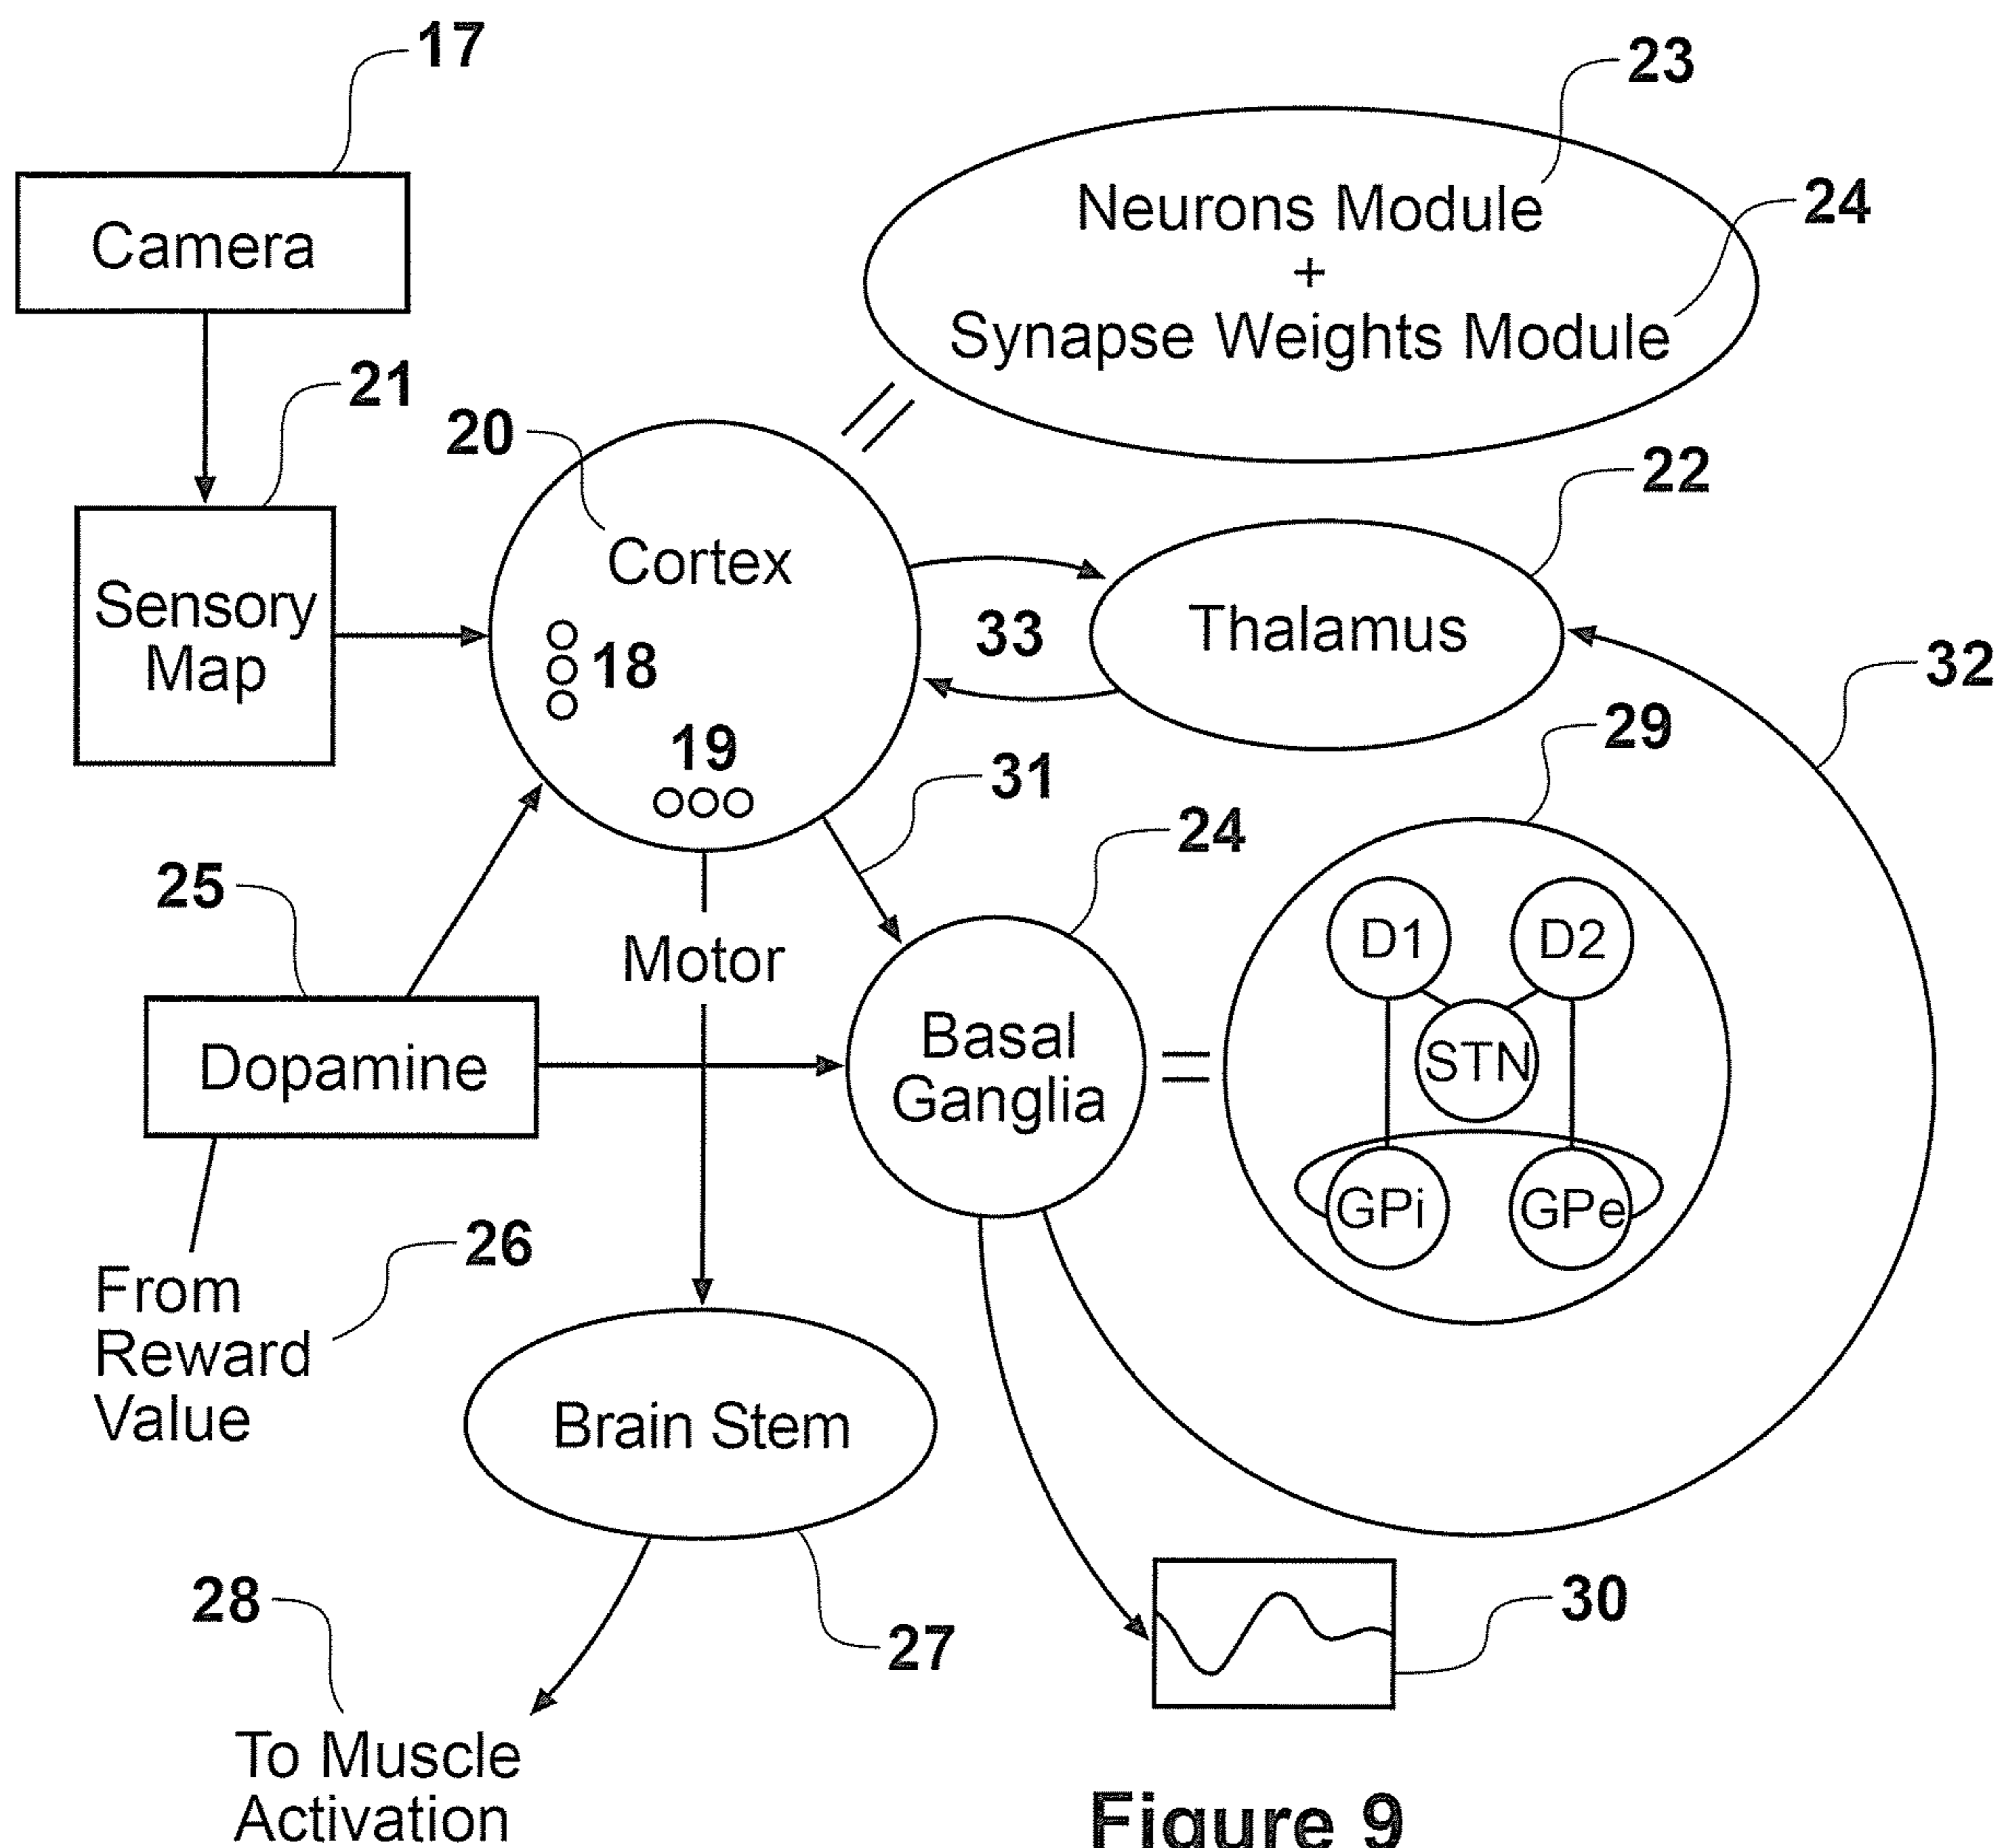 17
23
Neurons Module
24
+
Synapse Weights Module
Camera
21
20
22
Cortex
Sensory
Map
18
33
Thalamus
32
19
29
31
24
25
D1
D2
Motor
STN
Basal
Ganglia
=
Dopamine
GPi
GPe
26
From
Reward
Value
Brain Stem
28
27
30
To Muscle
Activation
Figure 9